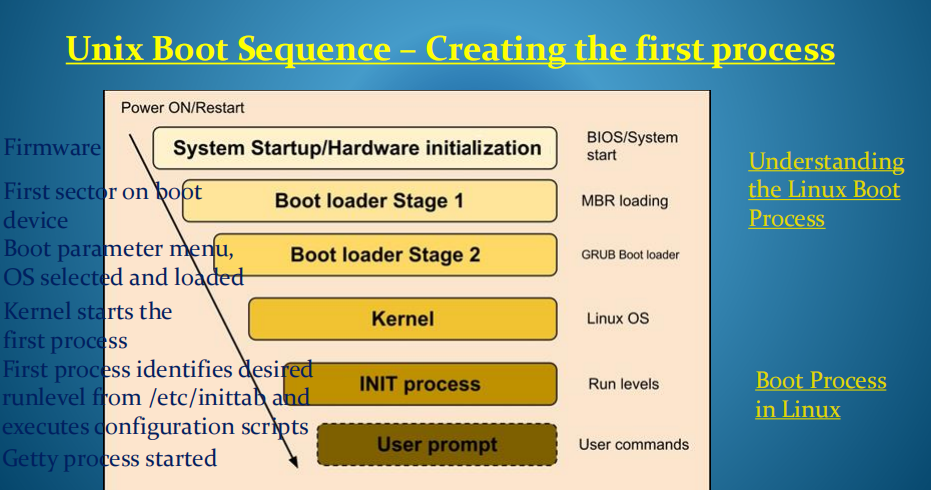 Unix Boot Sequence – Creating the first process
Power ON/Restart
Firmware
System Startup/Hardware initialization
BIOS/System
start
First sector on boot
device
Boot loader Stage 1
MBR loading
Boot parameter menu,
OS selected and loaded
Boot loader Stage 2
GRUB Boot loader
Kernel starts the
first process
Kernel
Linux OS
First process identifies desired
runlevel from /etc/inittab and
executes configuration scripts
INIT process
Run levels
Getty process started
User prompt
User commands
Understanding
the Linux Boot
Process
Boot Process
in Linux